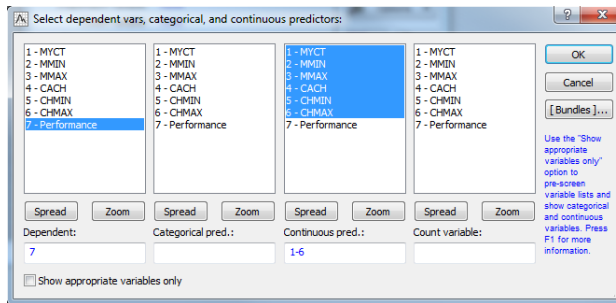 Select dependent vars, categorical, and continuous predictors:
1 - MYCT
2 - MMIN
3 - MMAX
4 - CACH
5 - CHMIN
6 - CHMAX
7 - Performance
1 - MYCT
2 - MMIN
3 - MMAX
4 - CACH
5 - CHMIN
6 - CHMAX
7 - Performance
1 - MYCT
2 - MMIN
3 - MMAX
4 - CACH
5 - CHMIN
6 - CHMAX
7 - Performance
1 - MYCT
2 - MMIN
3 - MMAX
4 - CACH
5 - CHMIN
6 - CHMAX
7 - Performance
OK
Cancel
[ Bundles ]...
Use the "Show
appropriate
variables only"
option to
pre-screen
variable lists and
show categorical
and continuous
variables. Press
F1 for more
information.
Spread Zoom Spread Zoom Spread Zoom Spread Zoom
Dependent: Categorical pred.: Continuous pred.: Count variable:
7 1-6
Show appropriate variables only